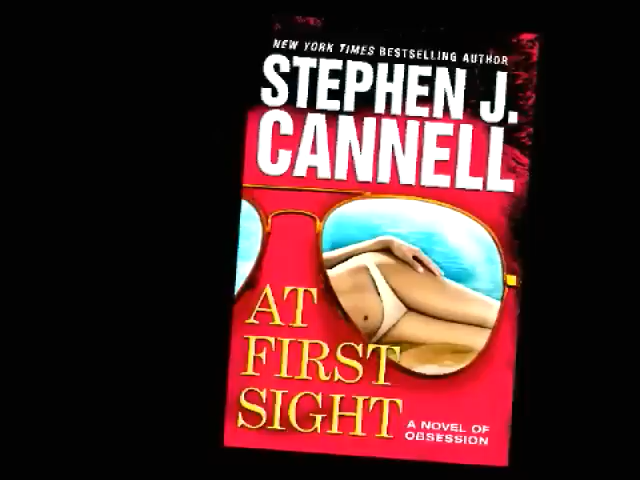 NEW YORK TIMES BESTSELLING AUTHOR
STEPHEN J.
CANNELL
AT
FIRST
SIGHT
A NOVEL OF
OBSESSION